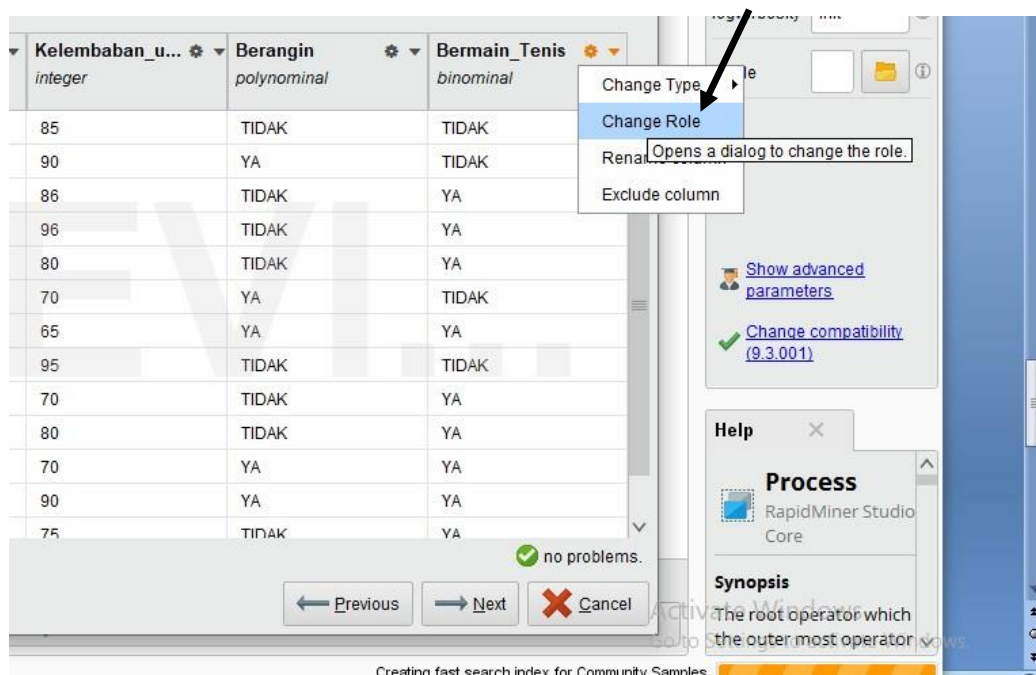 Kelembaban_u... Berangin Bermain_Tenis
integer polynominal binominal
85 TIDAK TIDAK
90 YA TIDAK
86 TIDAK YA
96 TIDAK YA
80 TIDAK YA
70 YA TIDAK
65 YA YA
95 TIDAK TIDAK
70 TIDAK YA
80 TIDAK YA
70 YA YA
90 YA YA
75 TIDAK YA
Change Type
Change Role
Opens a dialog to change the role.
Exclude column
no problems.
Previous Next Cancel
Show advanced
parameters
Change compatibility
(9.3.001)
Help
Process
RapidMiner Studio
Core
Synopsis
The root operator which
the outer most operator
Activate Windows
Creating fast search index for Community Samples